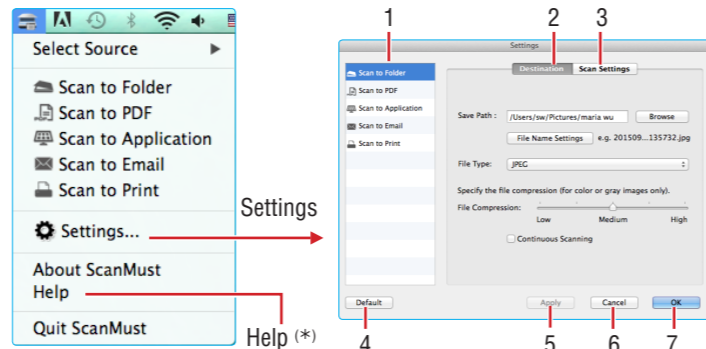 Select Source
Scan to Folder
Scan to PDF
Scan to Application
Scan to Email
Scan to Print
Settings...
About ScanMust
Help
Quit ScanMust
Settings
Help (*)
1
2
3
Settings
Scan to Folder
Scan to PDF
Scan to Application
Scan to Email
Scan to Print
Destination
Scan Settings
Save Path :
/Users/sw/Pictures/maria wu
Browse
File Name Settings
e.g. 201509...135732.jpg
File Type:
JPEG
Specify the file compression (for color or gray images only).
File Compression:
Low
Medium
High
Continuous Scanning
Default
Apply
Cancel
OK
4
5
6
7